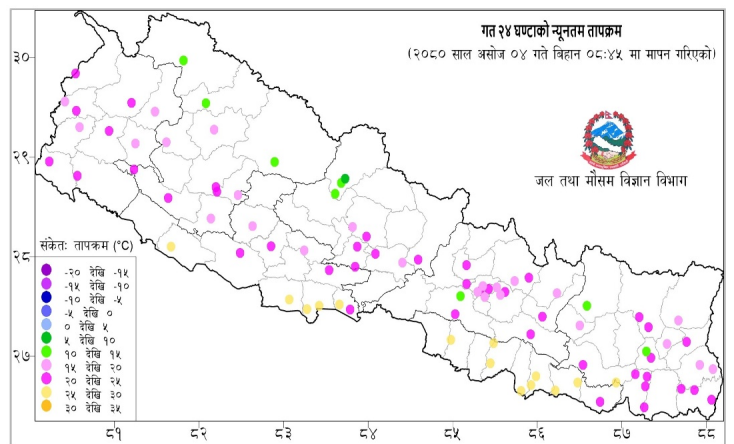 गत २४ घण्टाको न्यूनतम तापक्रम
(२०८० साल असोज ०४ गते बिहान ०८:४५ मा मापन गरिएको)
जल तथा मौसम विज्ञान विभाग
३०
२९
२८
२७
संकेतः तापक्रम (°C)
-२० देखि -१५
-१५ देखि -१०
-१० देखि -५
-५ देखि ०
० देखि ५
५ देखि १०
१० देखि १५
१५ देखि २०
२० देखि २५
२५ देखि ३०
३० देखि ३५
८१ ८२ ८३ ८४ ८५ ८६ ८७ ८८